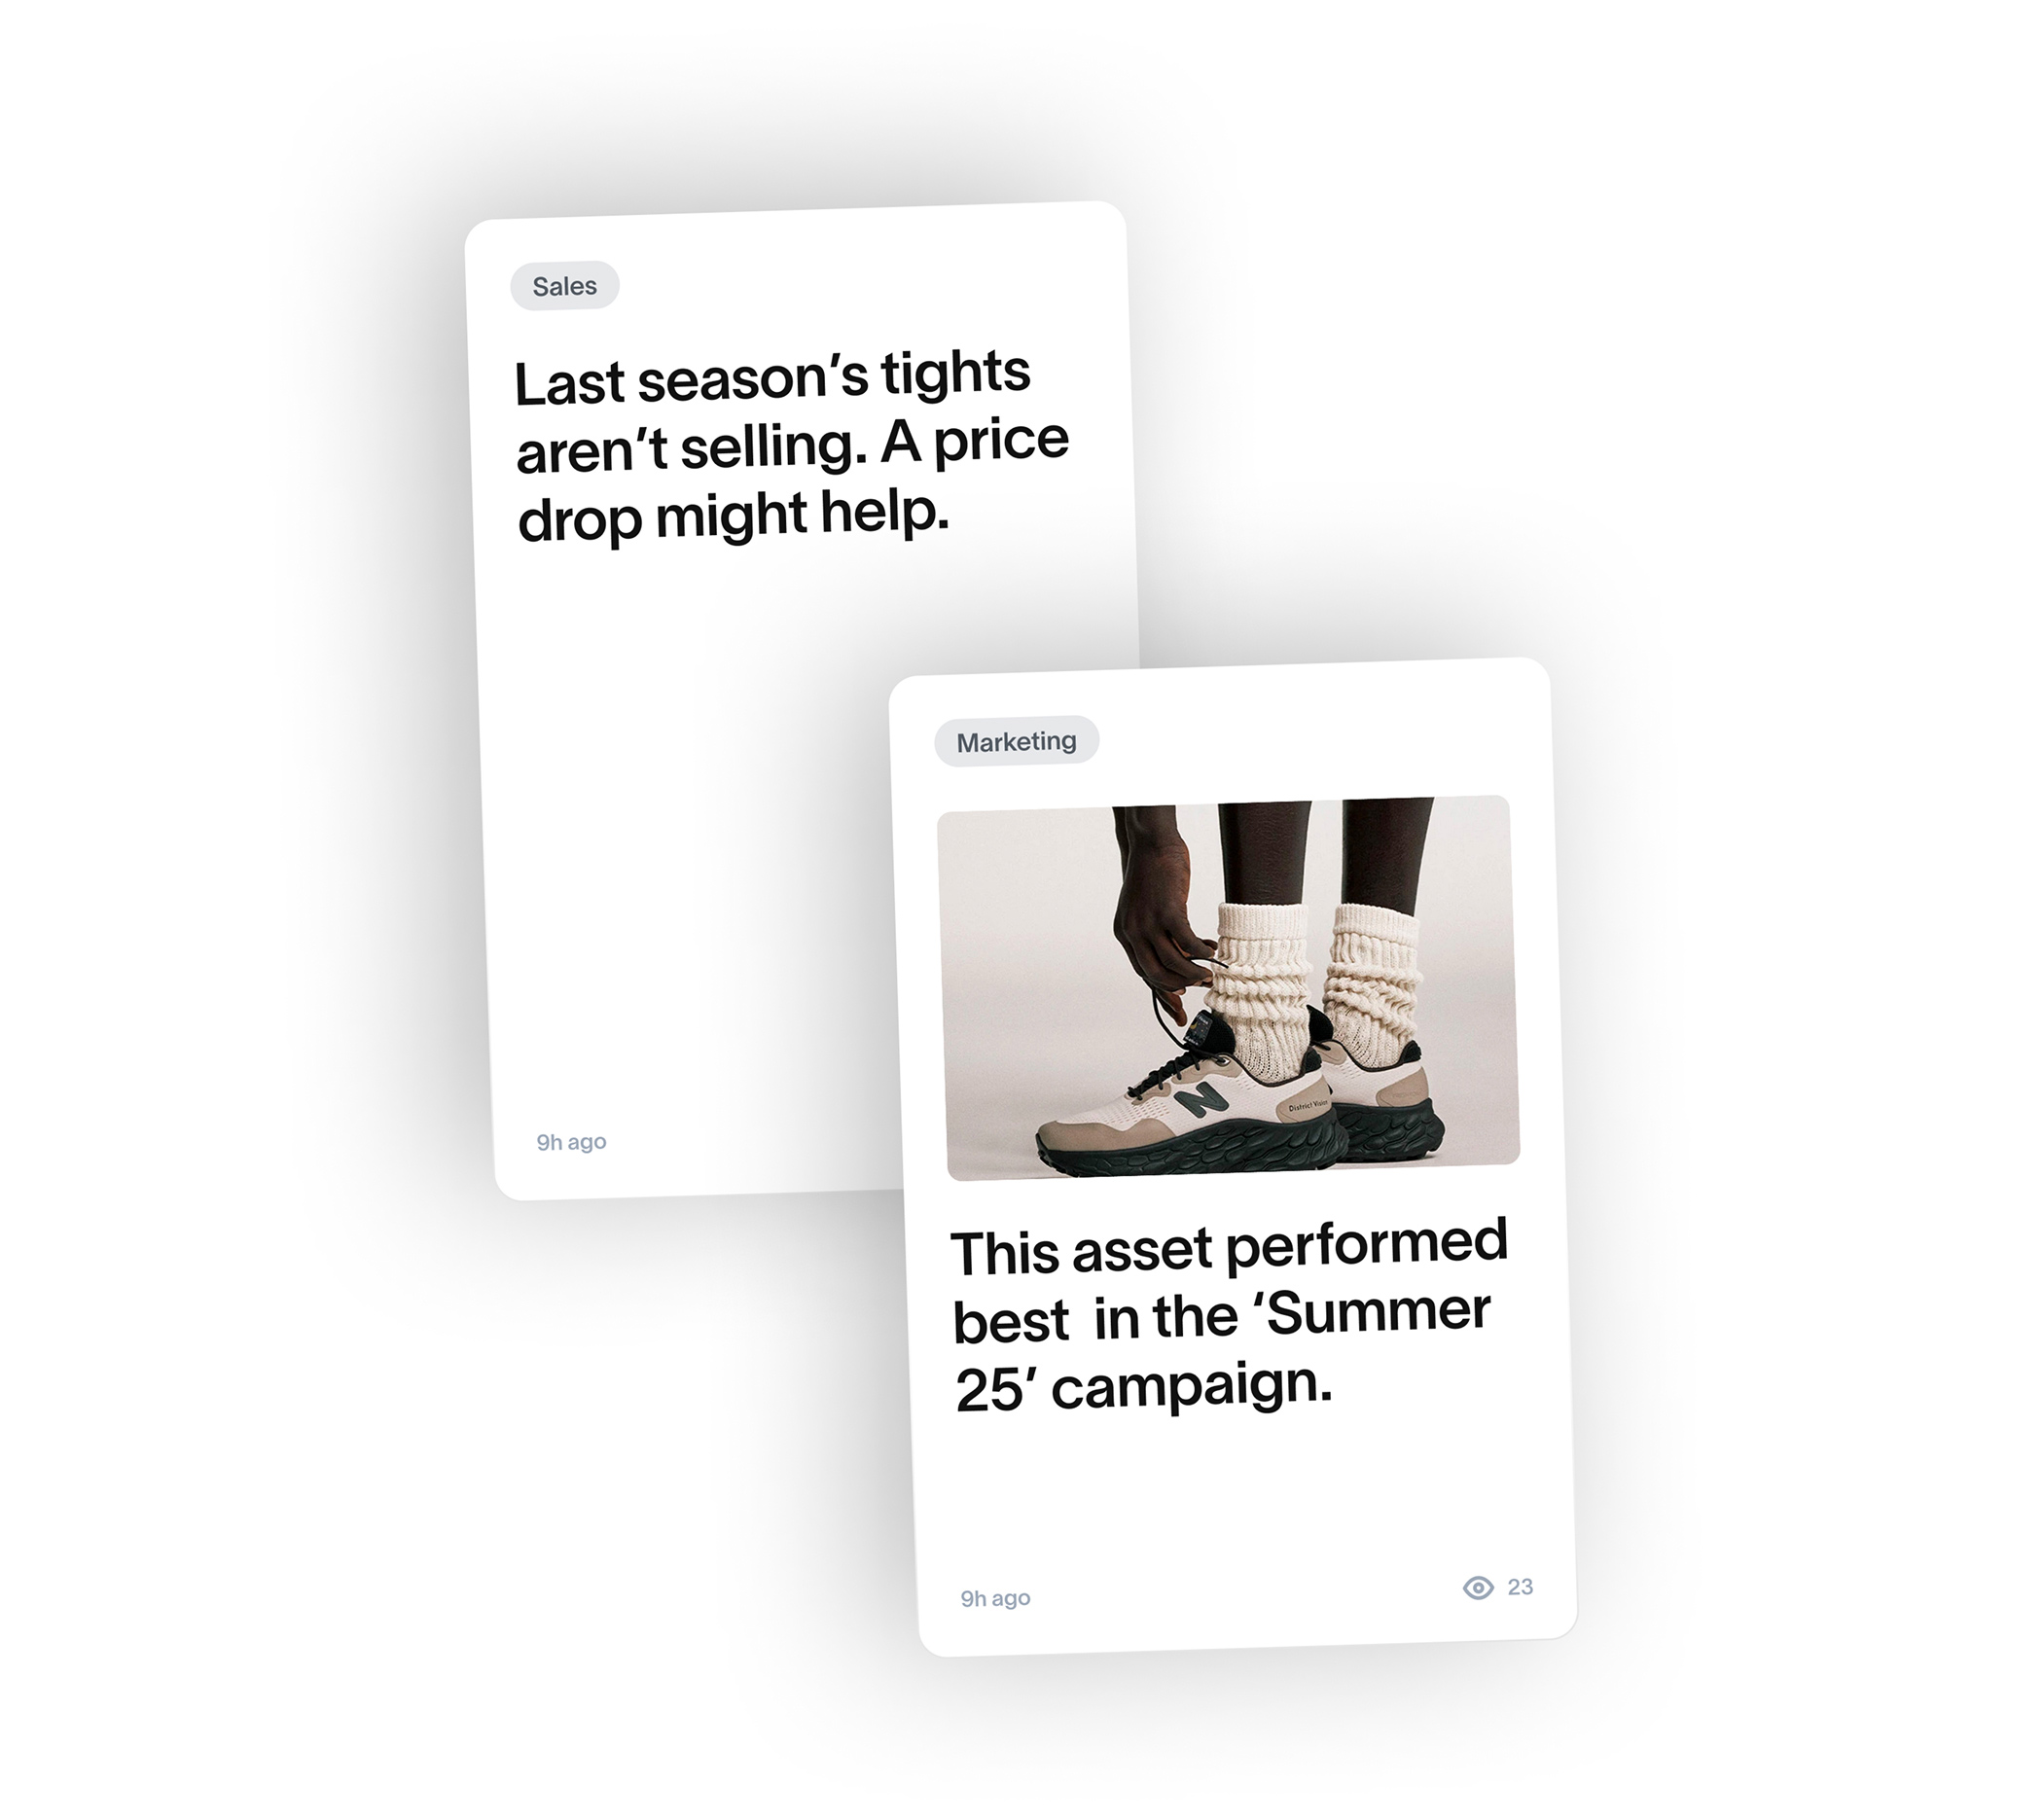 Sales
Last season’s tights
aren’t selling. A price
drop might help.
9h ago
Marketing
N
District Vision
This asset performed
best  in the ‘Summer
25’ campaign.
9h ago
23